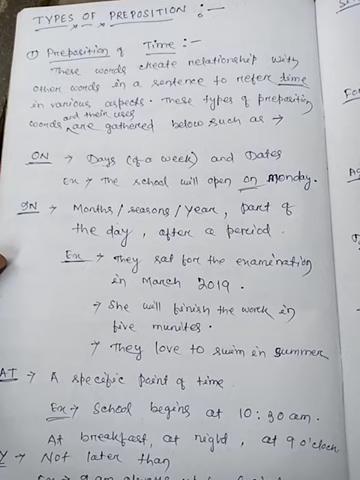 TYPES OF PREPOSITION :-
① Preposition of Time :-
These words create relationship with
other words in a sentence to refer time
in various aspects. These types of preposition
and their uses
words are gathered below such as →
ON → Days (of a week) and Dates
Ex → The school will open on monday.
IN → Months / seasons / year, part of
the day, after a period.
Ex → They sat for the examination
in March 2019.
→ She will finish the work in
five munites.
→ They love to swim in summer
AT → A specific point of time
Ex → School begins at 10:30 am.
At breakfast, at night, at 9 o'clock
Y → Not later than